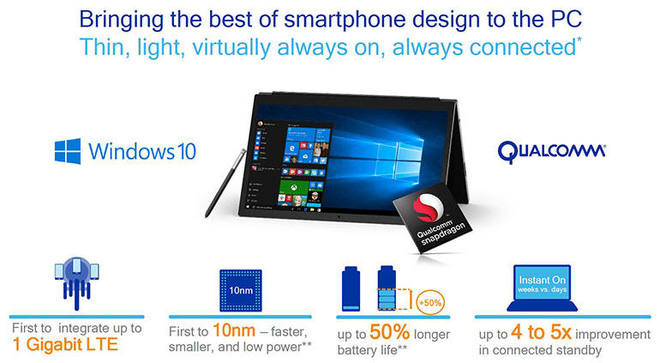 Bringing the best of smartphone design to the PC
Thin, light, virtually always on, always connected*
Windows 10
QUALCOMM®
Qualcomm
snapdragon
10nm
+50%
Instant On
weeks vs. days
First to integrate up to
1 Gigabit LTE
First to 10nm – faster,
smaller, and low power**
up to 50% longer
battery life**
up to 4 to 5x improvement
in connected standby